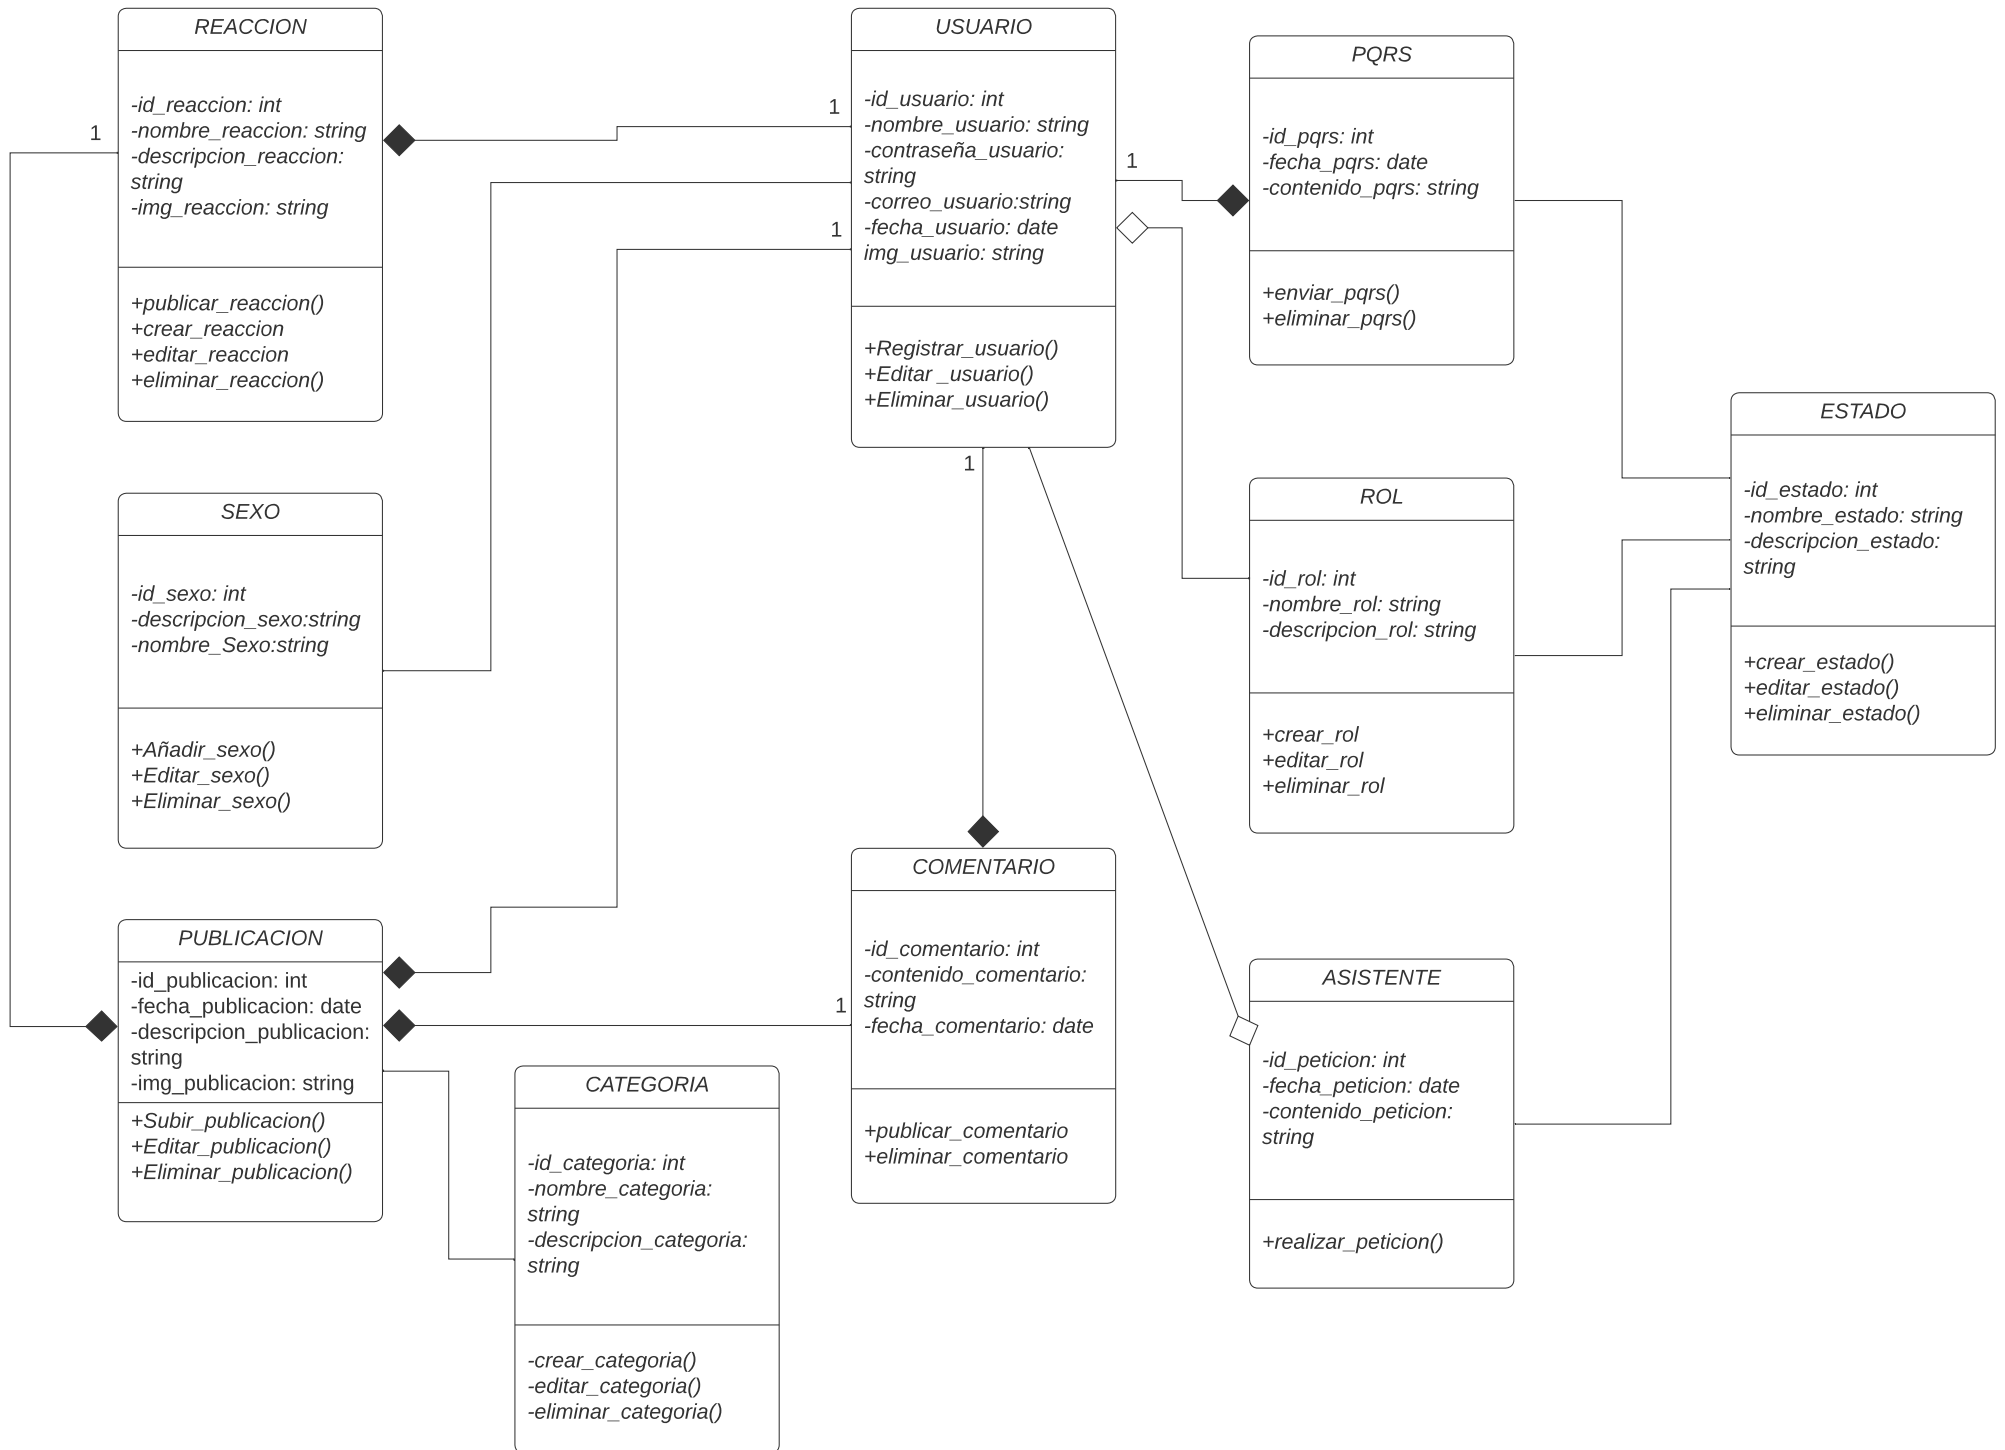 REACCION
-id_reaccion: int
-nombre_reaccion: string
-descripcion_reaccion:
string
-img_reaccion: string
+publicar_reaccion()
+crear_reaccion
+editar_reaccion
+eliminar_reaccion()
1
USUARIO
-id_usuario: int
-nombre_usuario: string
-contraseña_usuario:
string
-correo_usuario:string
-fecha_usuario: date
img_usuario: string
+Registrar_usuario()
+Editar _usuario()
+Eliminar_usuario()
1
1
1
1
PQRS
-id_pqrs: int
-fecha_pqrs: date
-contenido_pqrs: string
+enviar_pqrs()
+eliminar_pqrs()
ESTADO
-id_estado: int
-nombre_estado: string
-descripcion_estado:
string
+crear_estado()
+editar_estado()
+eliminar_estado()
SEXO
-id_sexo: int
-descripcion_sexo:string
-nombre_Sexo:string
+Añadir_sexo()
+Editar_sexo()
+Eliminar_sexo()
ROL
-id_rol: int
-nombre_rol: string
-descripcion_rol: string
+crear_rol
+editar_rol
+eliminar_rol
PUBLICACION
-id_publicacion: int
-fecha_publicacion: date
-descripcion_publicacion:
string
-img_publicacion: string
+Subir_publicacion()
+Editar_publicacion()
+Eliminar_publicacion()
1
COMENTARIO
-id_comentario: int
-contenido_comentario:
string
-fecha_comentario: date
+publicar_comentario
+eliminar_comentario
ASISTENTE
-id_peticion: int
-fecha_peticion: date
-contenido_peticion:
string
+realizar_peticion()
CATEGORIA
-id_categoria: int
-nombre_categoria:
string
-descripcion_categoria:
string
-crear_categoria()
-editar_categoria()
-eliminar_categoria()